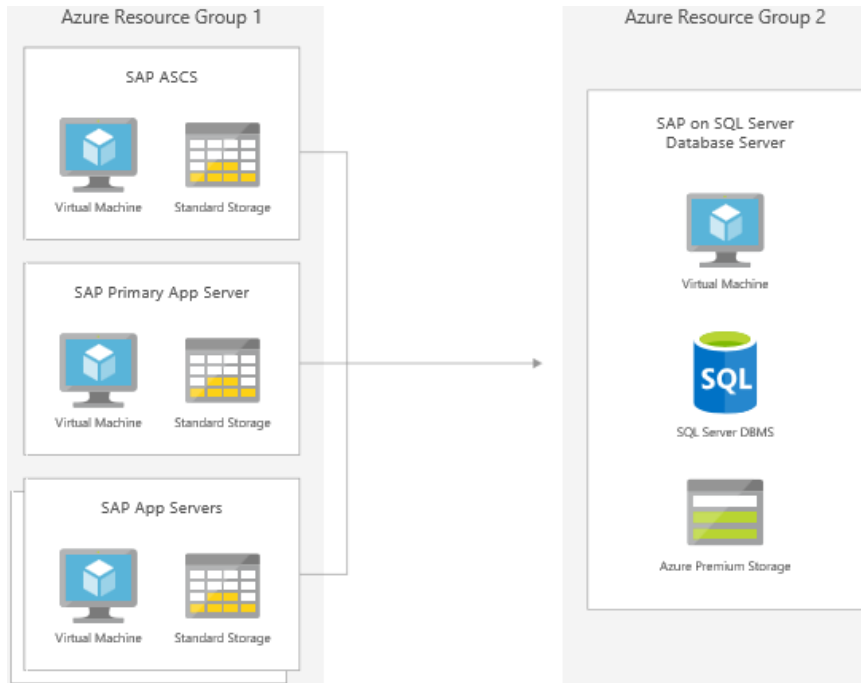 Azure Resource Group 1
SAP ASCS
Virtual Machine
Standard Storage
SAP Primary App Server
Virtual Machine
Standard Storage
SAP App Servers
Virtual Machine
Standard Storage
Azure Resource Group 2
SAP on SQL Server
Database Server
Virtual Machine
SQL
SQL Server DBMS
Azure Premium Storage